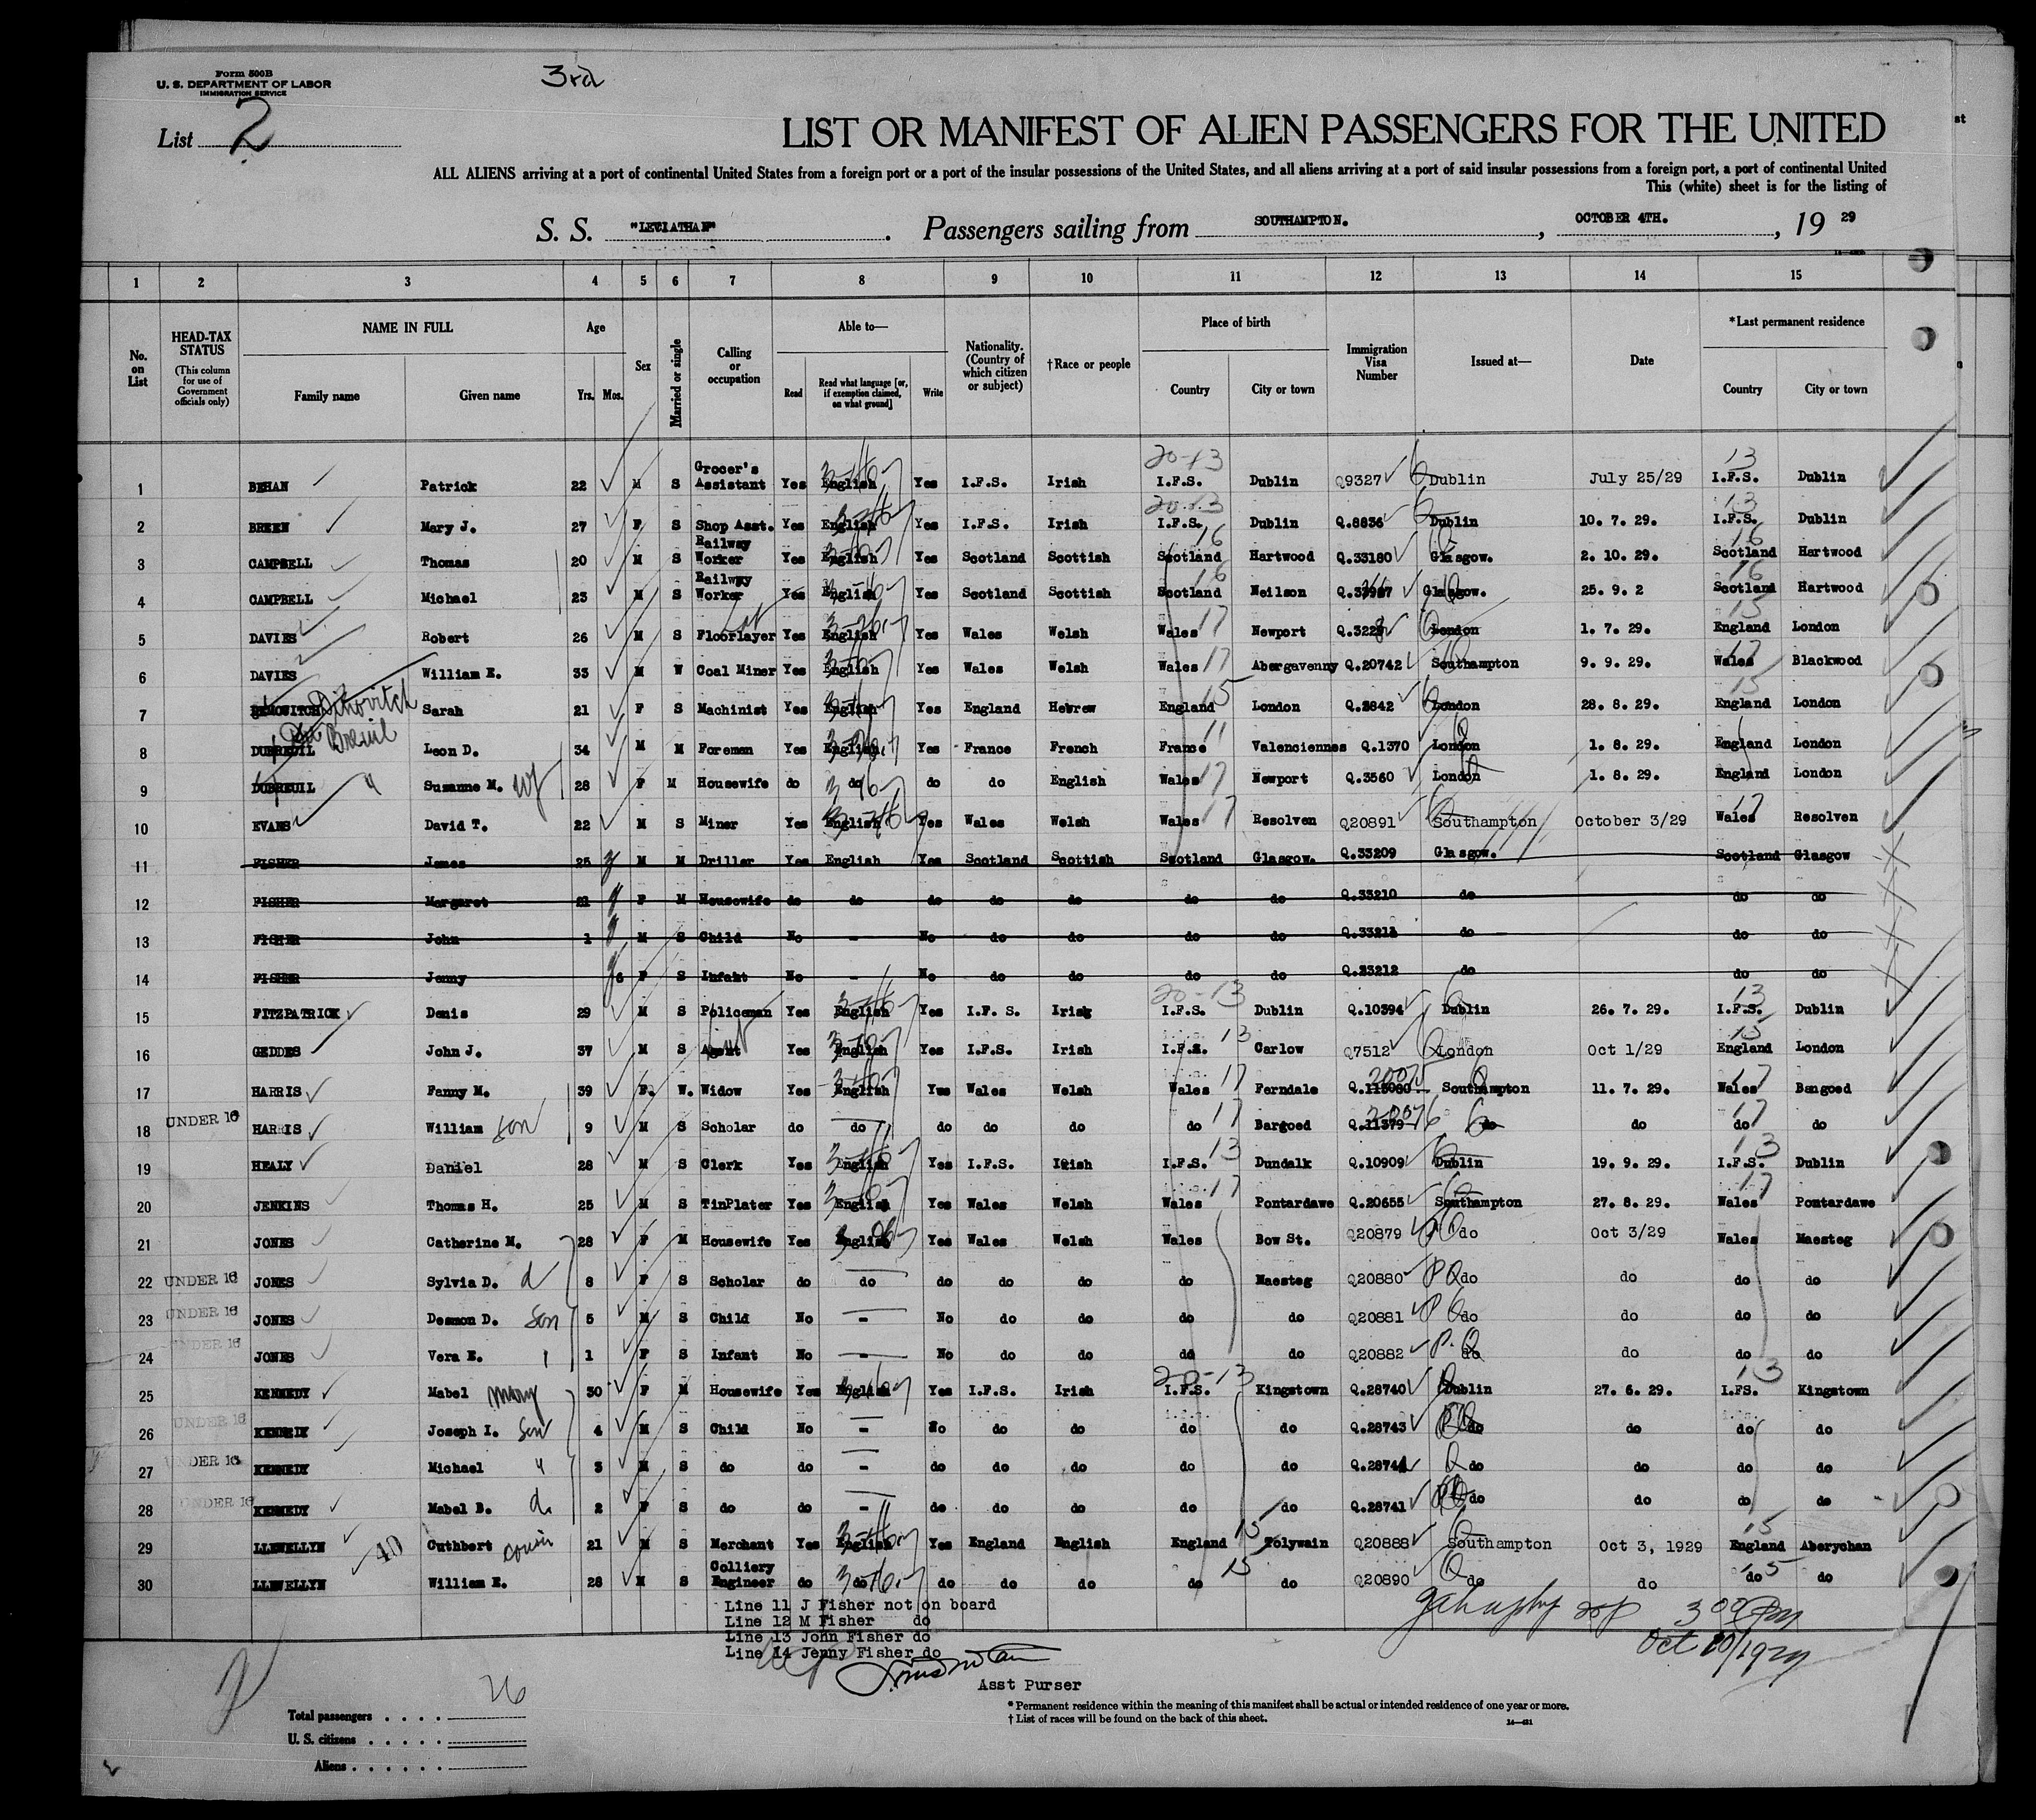 Form 500B
U. S. DEPARTMENT OF LABOR
IMMIGRATION SERVICE
3rd
List 2
LIST OR MANIFEST OF ALIEN PASSENGERS FOR THE UNITED
ALL ALIENS arriving at a port of continental United States from a foreign port or a port of the insular possessions of the United States, and all aliens arriving at a port of said insular possessions from a foreign port, a port of continental United
This (white) sheet is for the listing of
S. S. "LEVIATHAN" . Passengers sailing from SOUTHAMPTON. , OCTOBER 4TH. , 19 29
1 2 3 4 5 6 7 8 9 10 11 12 13 14 15
No. on List
HEAD-TAX STATUS (This column for use of Government officials only)
NAME IN FULL
Family name Given name
Age
Yrs. Mos.
Sex
Married or single
Calling or occupation
Able to—
Read Read what language [or, if exemption claimed, on what ground] Write
Nationality. (Country of which citizen or subject)
†Race or people
Place of birth
Country City or town
Immigration Visa Number
Issued at—
Date
*Last permanent residence
Country City or town
1 BEHAN Patrick 22 M S Grocer's Assistant Yes English Yes I.F.S. Irish I.F.S. Dublin Q9327 Dublin July 25/29 I.F.S. Dublin
2 BREEN Mary J. 27 F S Shop Asst. Yes English Yes I.F.S. Irish I.F.S. Dublin Q.8836 Dublin 10. 7. 29. I.F.S. Dublin
3 CAMPBELL Thomas 20 M S Railway Worker Yes English Yes Scotland Scottish Scotland Hartwood Q.33180 Glasgow. 2. 10. 29. Scotland Hartwood
4 CAMPBELL Michael 23 M S Railway Worker Yes English Yes Scotland Scottish Scotland Neilson Glasgow. 25. 9. 2 Scotland Hartwood
5 DAVIES Robert 26 M S Floorlayer Yes English Yes Wales Welsh Wales Newport London 1. 7. 29. England London
6 DAVIES William E. 33 M W Coal Miner Yes English Yes Wales Welsh Wales Abergavenny Q.20742 Southampton 9. 9. 29. Wales Blackwood
7 Dikovitch Sarah 21 F S Machinist Yes English Yes England Hebrew England London Q.2842 London 28. 8. 29. England London
8 DUBREUIL Du Breuil Leon D. 34 M M Foreman Yes English Yes France French France Valenciennes Q.1370 London 1. 8. 29. England London
9 DUBREUIL Suzanne M. wf 28 F M Housewife do do do do English Wales Newport Q.3560 London 1. 8. 29. England London
10 EVANS David T. 22 M S Miner Yes English Yes Wales Welsh Wales Resolven Q20891 Southampton October 3/29 Wales Resolven
11 FISHER James 25 M M Driller Yes English Yes Scotland Scottish Scotland Glasgow. Q.33209 Glasgow. Scotland Glasgow
12 FISHER Margaret 21 F M Housewife do do do do do do do Q.33210 do do do
13 FISHER John 1 M S Child No - No do do do do do do do
14 FISHER Jenny 6 F S Infant No - No do do do do Q.33212 do do do
15 FITZPATRICK Denis 29 M S Policeman Yes English Yes I.F. S. Irish I.F.S. Dublin Q.10394 Dublin 26. 7. 29. I.F.S. Dublin
16 GEDDES John J. 37 M S Agent Yes English Yes I.F.S. Irish I.F.S. Carlow Q7512 London Oct 1/29 England London
17 HARRIS Fanny M. 39 F. W. Widow Yes English Yes Wales Welsh Wales Ferndale Southampton 11. 7. 29. Wales Bangoed
18 UNDER 16 HARRIS William son 9 M S Scholar do do do do do do Bargoed Q.11379 do do do do
19 HEALY Daniel 28 M S Clerk Yes English Yes I.F.S. Irish I.F.S. Dundalk Q.10909 Dublin 19. 9. 29. I.F.S. Dublin
20 JENKINS Thomas H. 25 M S TinPlater Yes English Yes Wales Welsh Wales Pontardawe Q.20655 Southampton 27. 8. 29. Wales Pontardawe
21 JONES Catherine M. 28 F M Housewife Yes English Yes Wales Welsh Wales Bow St. Q20879 do Oct 3/29 Wales Maesteg
22 UNDER 16 JONES Sylvia D. d 8 F S Scholar do do do do do do Maesteg Q20880 do do do do
23 UNDER 16 JONES Desmon D. Son 5 M S Child No - No do do do do Q20881 do do do do
24 UNDER 16 JONES Vera E. 1 F S Infant No - No do do do do Q20882 do do do do
25 KENNEDY Mabel Mary 30 F M Housewife Yes English Yes I.F.S. Irish I.F.S. Kingstown Q.28740 Dublin 27. 6. 29. I.FS. Kingstown
26 UNDER 16 KENNEDY Joseph I. Son 4 M S Child No - No do do do do Q.28743 do do do do
27 UNDER 16 KENNEDY Michael " 3 M S do do - do do do do do do do do do
28 UNDER 16 KENNEDY Mabel B. d. 2 F S do do - do do do do do Q.28741 do do do do
29 LLEWELLYN Cuthbert cousin 21 M S Merchant Yes English Yes England English England Tolywain Q20888 Southampton Oct 3, 1929 England Aberychan
30 LLEWELLYN William E. 28 M S Colliery Engineer do do do do do do do Q20890 do do do do
Line 11 J Fisher not on board
Line 12 M Fisher do
Line 13 John Fisher do
Line 14 Jenny Fisher do
Asst Purser
3 00 PM
Oct 10/1929
26
Total passengers . . . .
U. S. citizens . . . . .
Aliens . . . . . .
* Permanent residence within the meaning of this manifest shall be actual or intended residence of one year or more.
† List of races will be found on the back of this sheet.